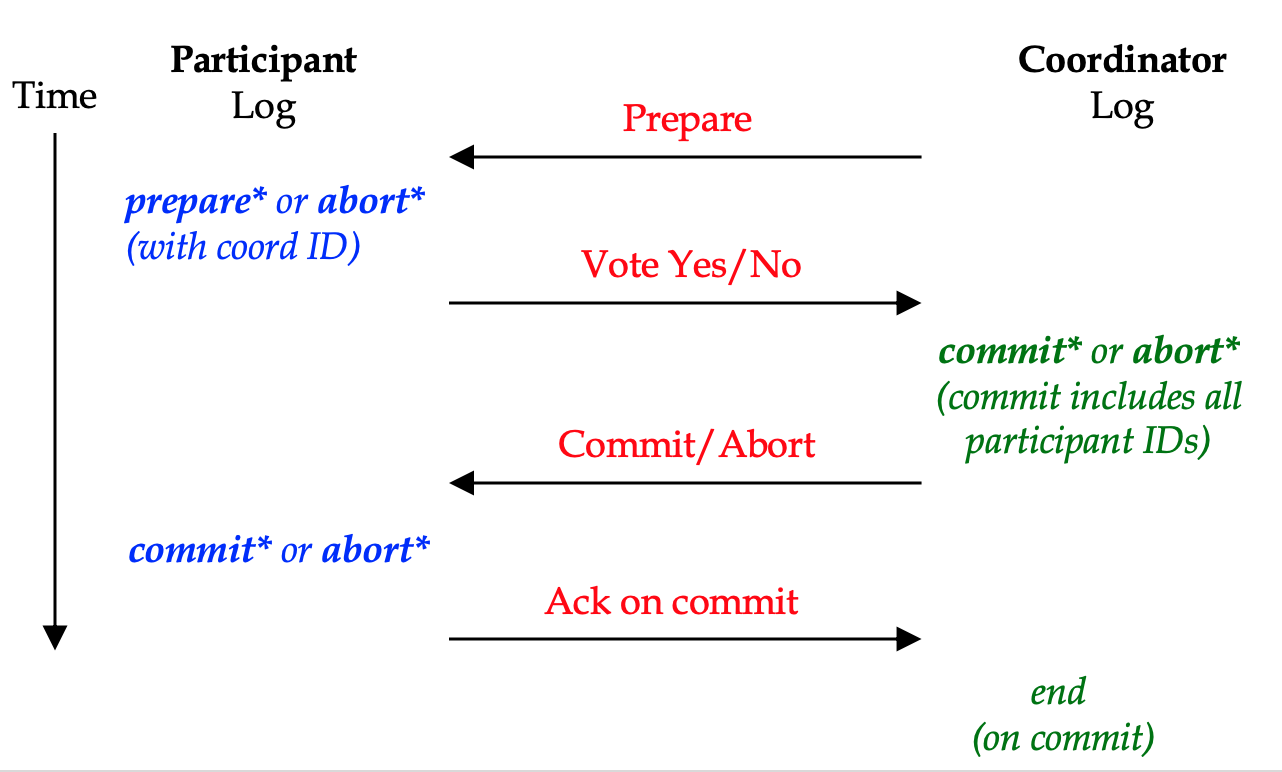 Participant
Log
Coordinator
Log
Time
Prepare
prepare* or abort*
(with coord ID)
Vote Yes/No
commit* or abort*
(commit includes all
participant IDs)
Commit/Abort
commit* or abort*
Ack on commit
end
(on commit)